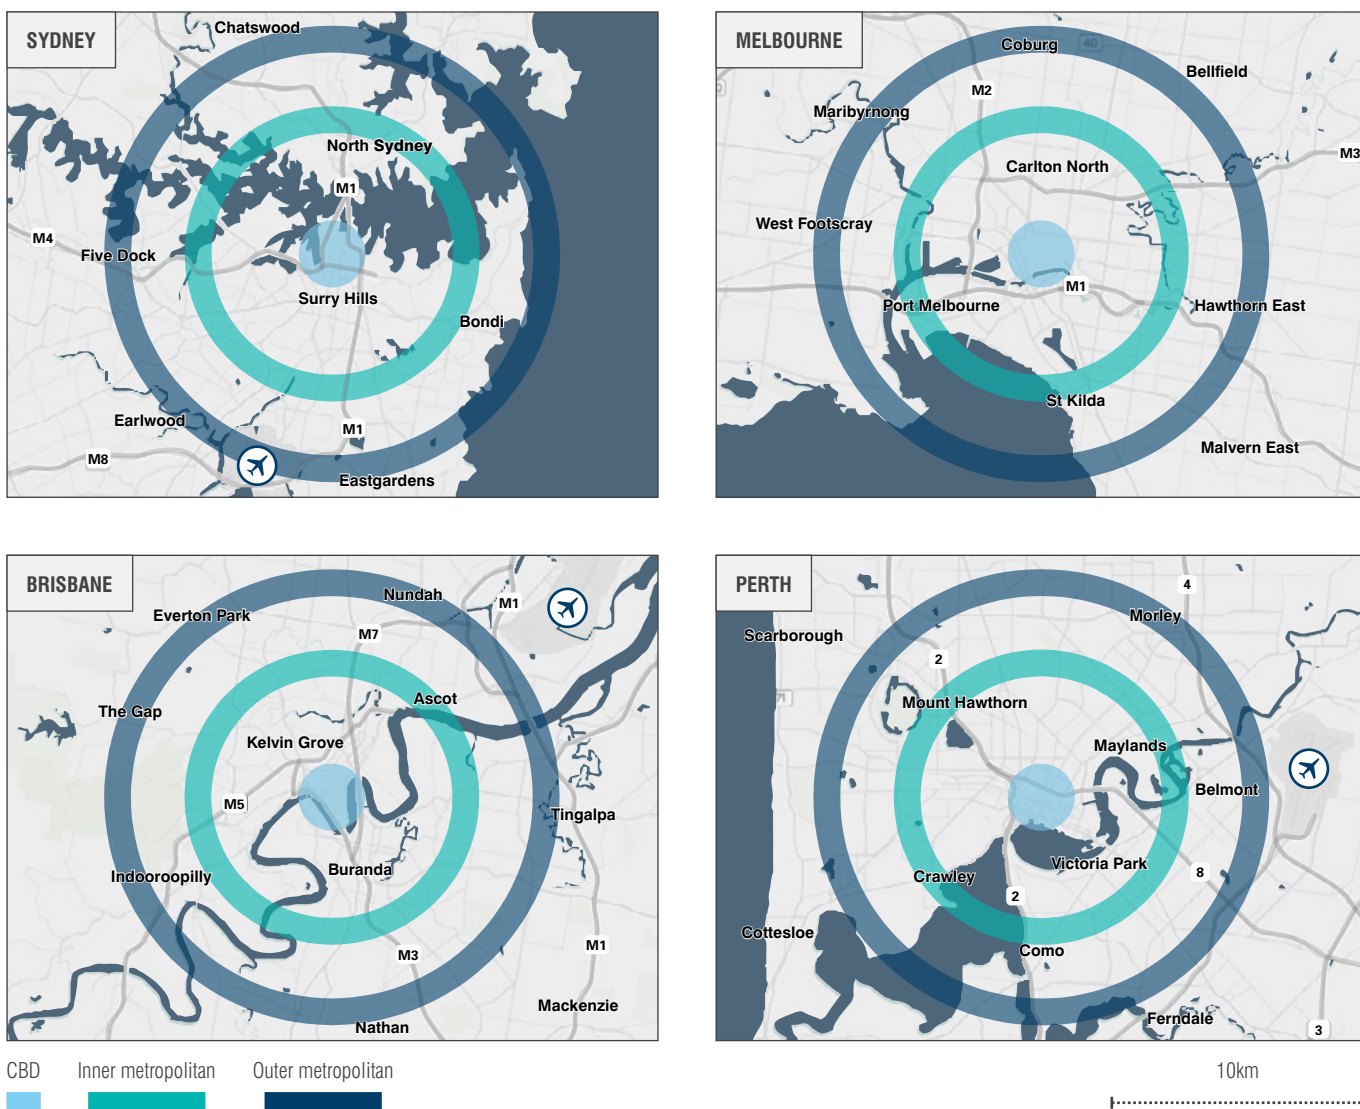 SYDNEY
Chatswood
North Sydney
M1
M4
Five Dock
Surry Hills
Bondi
Earlwood
M1
M8
Eastgardens
MELBOURNE
Coburg
40
Bellfield
M2
Maribyrnong
M3
Carlton North
West Footscray
M1
Port Melbourne
Hawthorn East
St Kilda
Malvern East
BRISBANE
Nundah
M1
Everton Park
M7
Ascot
The Gap
Kelvin Grove
M5
Tingalpa
Buranda
Indooroopilly
M3
M1
Mackenzie
Nathan
PERTH
4
Morley
Scarborough
2
71
Mount Hawthorn
Maylands
Belmont
Victoria Park
8
Crawley
2
Cottesloe
Como
Ferndale
3
CBD
Inner metropolitan
Outer metropolitan
10km